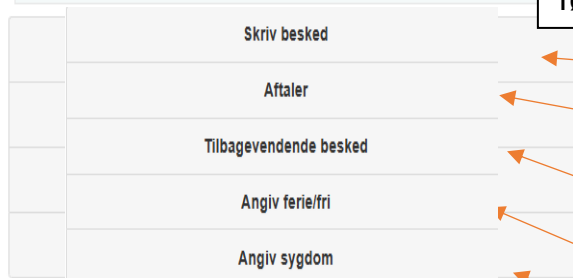 Skriv besked
Aftaler
Tilbagevendende besked
Angiv ferie/fri
Angiv sygdom